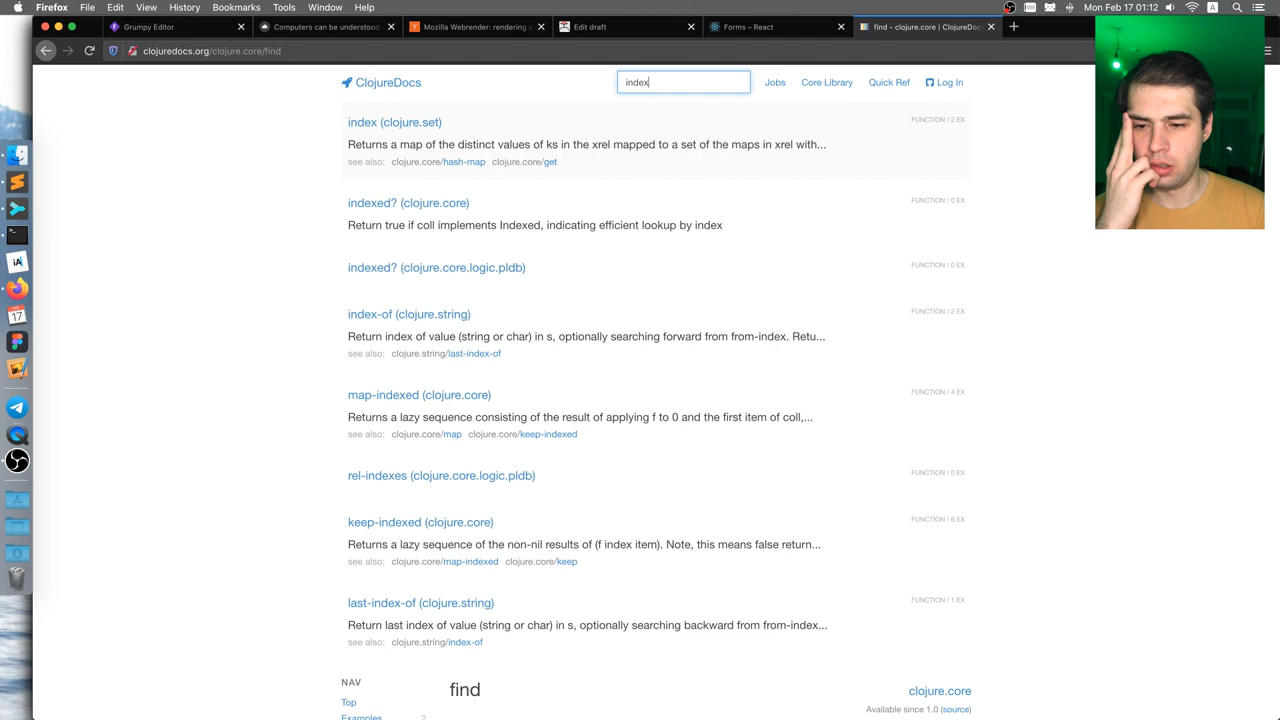 Firefox File Edit View History Bookmarks Tools Window Help
Grumpy Editor
Computers can be understood
Mozilla Webrender: rendering
Edit draft
Forms – React
find - clojure.core | ClojureDocs
clojuredocs.org/clojure.core/find
ClojureDocs
index
Jobs
Core Library
Quick Ref
Log In
index (clojure.set)
FUNCTION / 2 EX
Returns a map of the distinct values of ks in the xrel mapped to a set of the maps in xrel with...
see also: clojure.core/hash-map clojure.core/get
indexed? (clojure.core)
FUNCTION / 0 EX
Return true if coll implements Indexed, indicating efficient lookup by index
indexed? (clojure.core.logic.pldb)
FUNCTION / 0 EX
index-of (clojure.string)
FUNCTION / 2 EX
Return index of value (string or char) in s, optionally searching forward from from-index. Retu...
see also: clojure.string/last-index-of
map-indexed (clojure.core)
FUNCTION / 4 EX
Returns a lazy sequence consisting of the result of applying f to 0 and the first item of coll,...
see also: clojure.core/map clojure.core/keep-indexed
rel-indexes (clojure.core.logic.pldb)
FUNCTION / 0 EX
keep-indexed (clojure.core)
FUNCTION / 6 EX
Returns a lazy sequence of the non-nil results of (f index item). Note, this means false return...
see also: clojure.core/map-indexed clojure.core/keep
last-index-of (clojure.string)
FUNCTION / 1 EX
Return last index of value (string or char) in s, optionally searching backward from from-index...
see also: clojure.string/index-of
NAV
Top
Examples 2
find
clojure.core
Available since 1.0 (source)